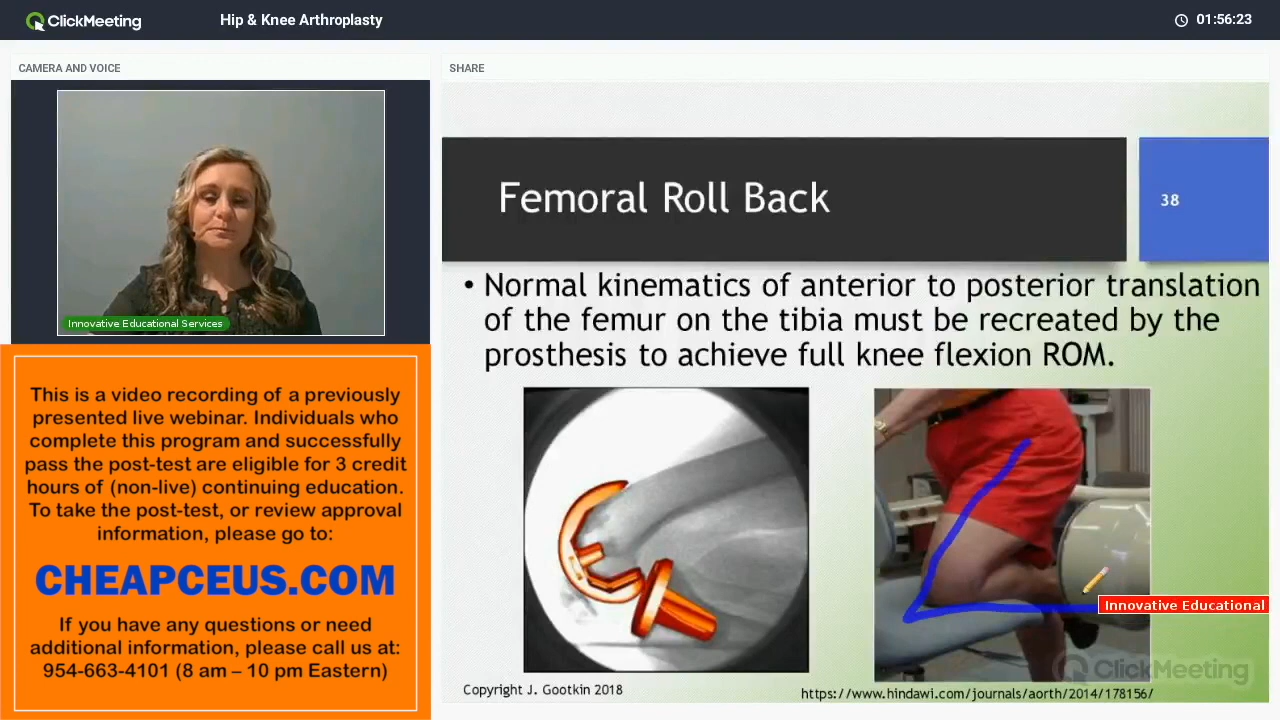 ClickMeeting
Hip & Knee Arthroplasty
01:56:23
CAMERA AND VOICE
SHARE
Innovative Educational Services
This is a video recording of a previously
presented live webinar. Individuals who
complete this program and successfully
pass the post-test are eligible for 3 credit
hours of (non-live) continuing education.
To take the post-test, or review approval
information, please go to:
CHEAPCEUS.COM
If you have any questions or need
additional information, please call us at:
954-663-4101 (8 am – 10 pm Eastern)
Femoral Roll Back
38
• Normal kinematics of anterior to posterior translation
of the femur on the tibia must be recreated by the
prosthesis to achieve full knee flexion ROM.
Innovative Educational
ClickMeeting
Copyright J. Gootkin 2018
https://www.hindawi.com/journals/aorth/2014/178156/